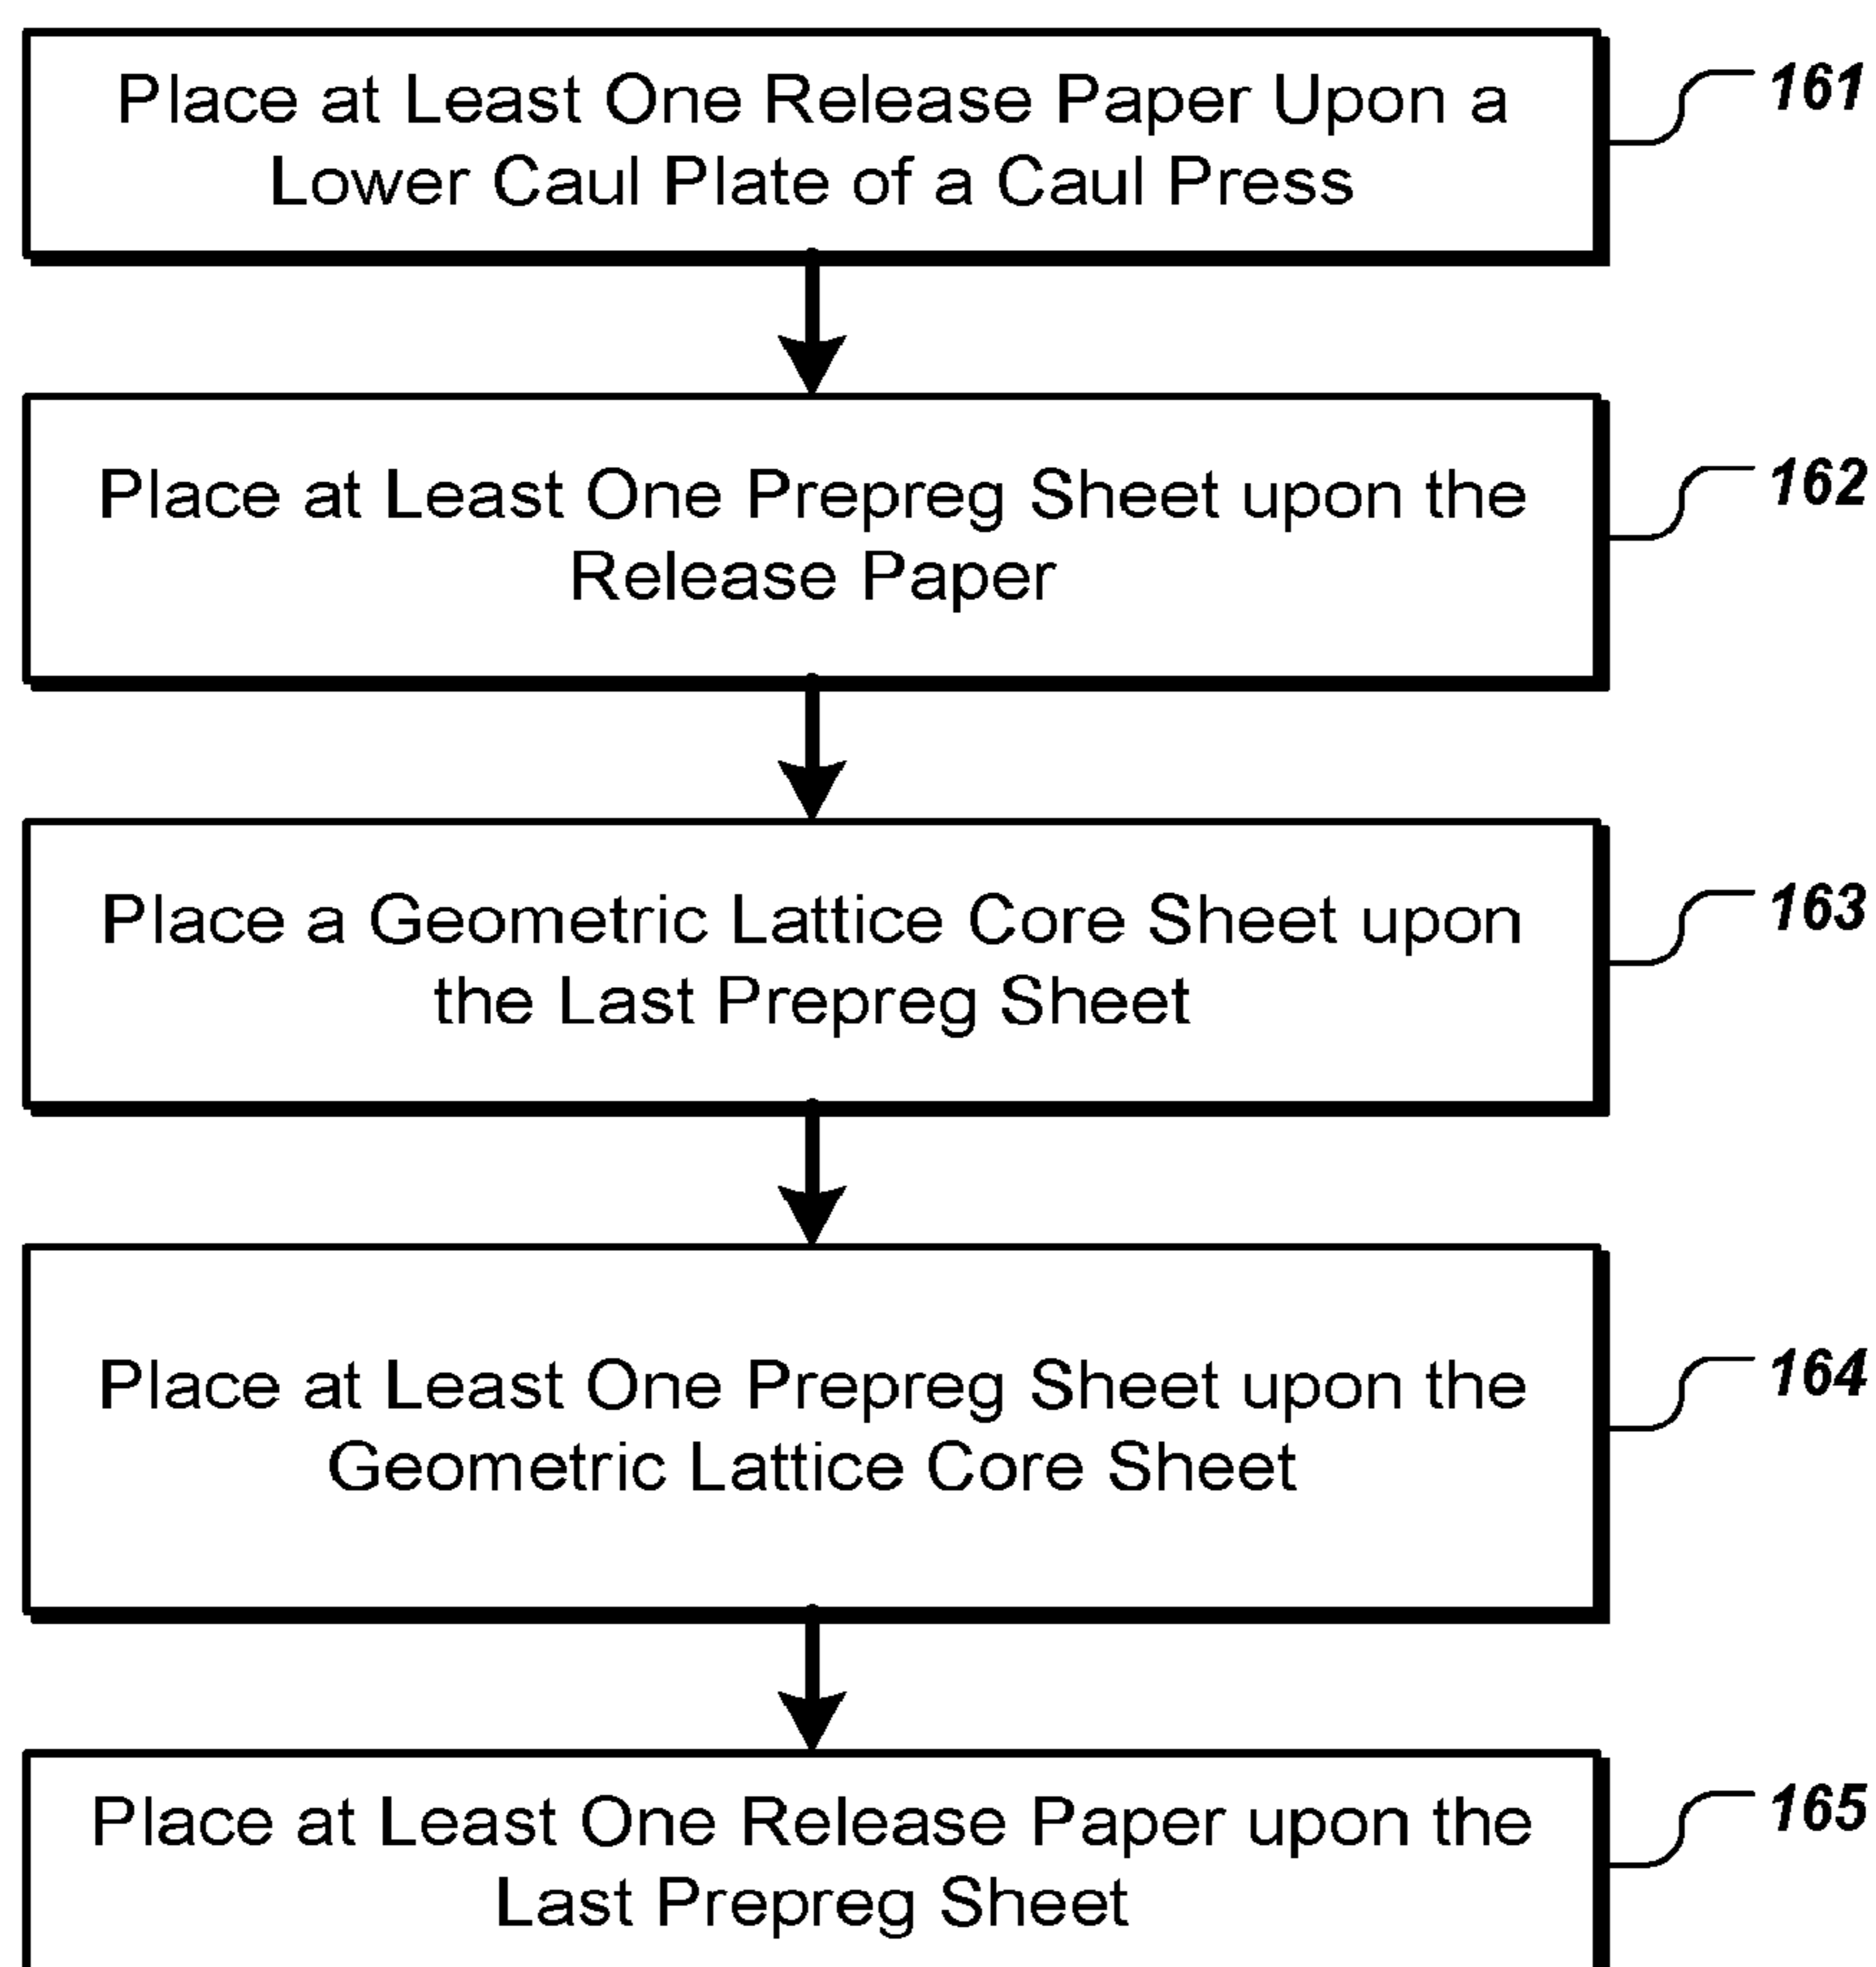 Place at Least One Release Paper Upon a
Lower Caul Plate of a Caul Press
161
Place at Least One Prepreg Sheet upon the
Release Paper
162
Place a Geometric Lattice Core Sheet upon
the Last Prepreg Sheet
163
Place at Least One Prepreg Sheet upon the
Geometric Lattice Core Sheet
164
Place at Least One Release Paper upon the
Last Prepreg Sheet
165